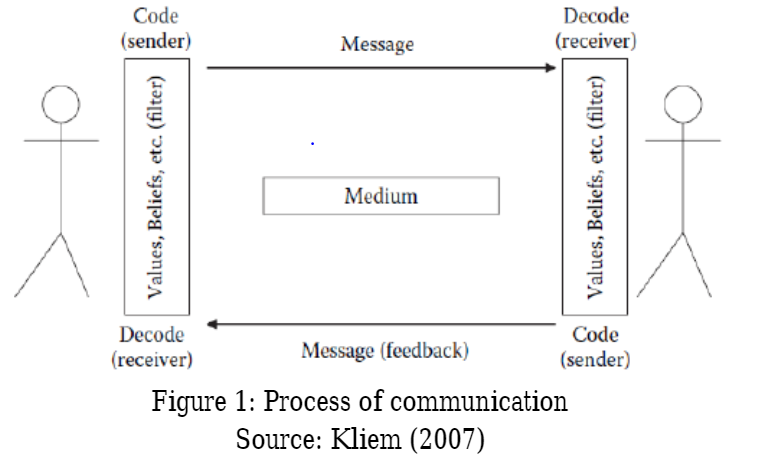 Code
(sender)
Decode
(receiver)
Message
Values, Beliefs, etc. (filter)
Medium
Values, Beliefs, etc. (filter)
Decode
(receiver)
Message (feedback)
Code
(sender)
Figure 1: Process of communication
Source: Kliem (2007)